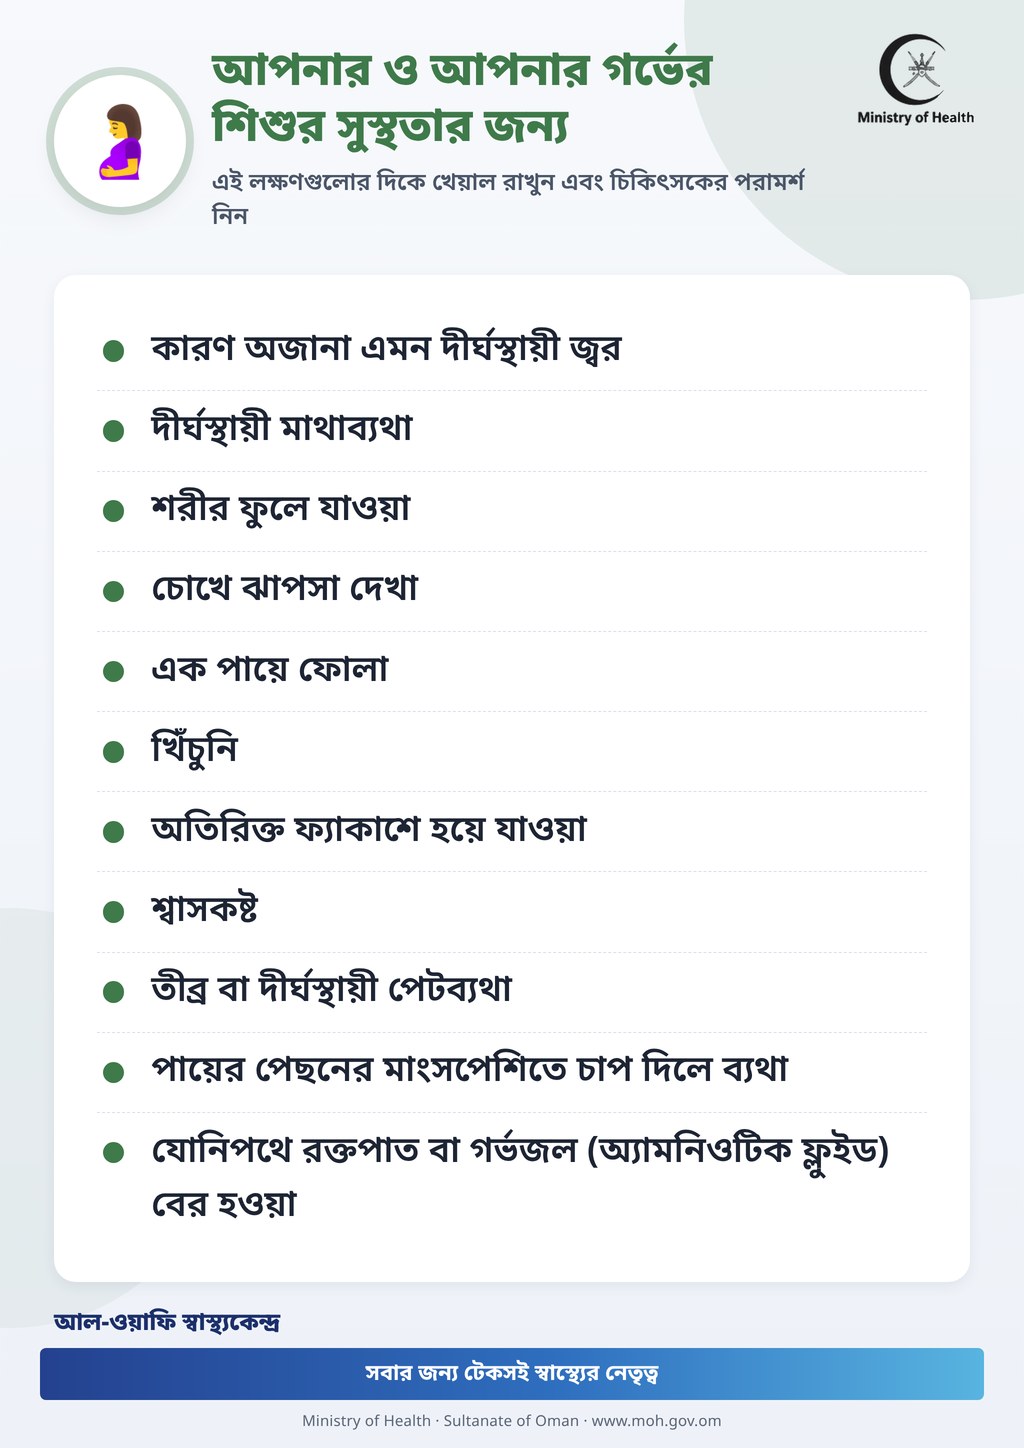 আপনার ও আপনার গর্ভের
শিশুর সুস্থতার জন্য
এই লক্ষণগুলোর দিকে খেয়াল রাখুন এবং চিকিৎসকের পরামর্শ
নিন
Ministry of Health
কারণ অজানা এমন দীর্ঘস্থায়ী জ্বর
দীর্ঘস্থায়ী মাথাব্যথা
শরীর ফুলে যাওয়া
চোখে ঝাপসা দেখা
এক পায়ে ফোলা
খিঁচুনি
অতিরিক্ত ফ্যাকাশে হয়ে যাওয়া
শ্বাসকষ্ট
তীব্র বা দীর্ঘস্থায়ী পেটব্যথা
পায়ের পেছনের মাংসপেশিতে চাপ দিলে ব্যথা
যোনিপথে রক্তপাত বা গর্ভজল (অ্যামনিওটিক ফ্লুইড)
বের হওয়া
আল-ওয়াফি স্বাস্থ্যকেন্দ্র
সবার জন্য টেকসই স্বাস্থ্যের নেতৃত্ব
Ministry of Health · Sultanate of Oman · www.moh.gov.om